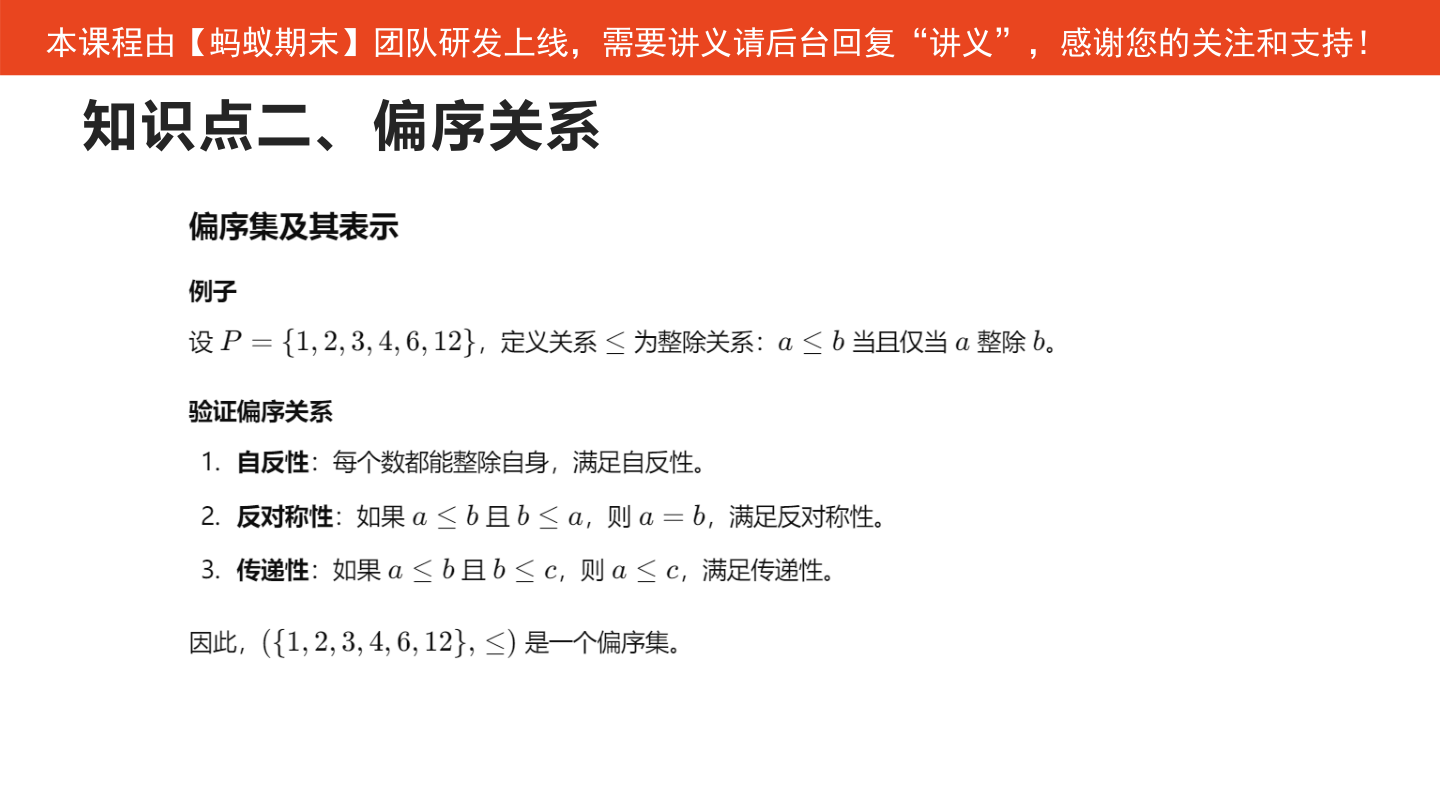 本课程由【蚂蚁期末】团队研发上线，需要讲义请后台回复“讲义”，感谢您的关注和支持！
知识点二、偏序关系
偏序集及其表示
例子
设 P = {1, 2, 3, 4, 6, 12}，定义关系 ≤ 为整除关系：a ≤ b 当且仅当 a 整除 b。
验证偏序关系
1. 自反性：每个数都能整除自身，满足自反性。
2. 反对称性：如果 a ≤ b 且 b ≤ a，则 a = b，满足反对称性。
3. 传递性：如果 a ≤ b 且 b ≤ c，则 a ≤ c，满足传递性。
因此，({1, 2, 3, 4, 6, 12}, ≤) 是一个偏序集。